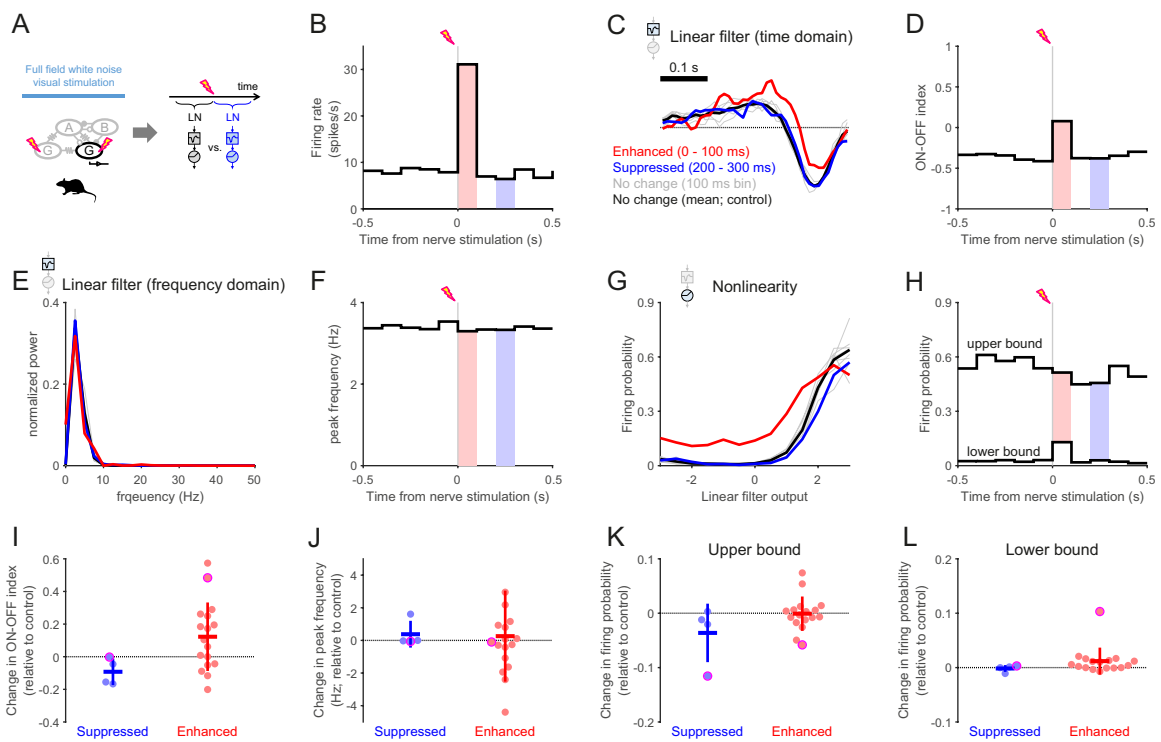 A
Full field white noise
visual stimulation
A
B
G
G
time
LN
LN
vs.
B
Firing rate
(spikes/s)
30
20
10
0
-0.5
0
0.5
Time from nerve stimulation (s)
C
Linear filter (time domain)
0.1 s
Enhanced (0 - 100 ms)
Suppressed (200 - 300 ms)
No change (100 ms bin)
No change (mean; control)
D
ON-OFF index
1
0.5
0
-0.5
-1
-0.5
0
0.5
Time from nerve stimulation (s)
E
Linear filter (frequency domain)
normalized power
0.4
0.2
0
0
10
20
30
40
50
frqeuency (Hz)
F
peak frequency (Hz)
4
2
0
-0.5
0
0.5
Time from nerve stimulation (s)
G
Nonlinearity
Firing probability
0.9
0.6
0.3
0
-2
0
2
Linear filter output
H
Firing probability
0.9
0.6
0.3
0
upper bound
lower bound
-0.5
0
0.5
Time from nerve stimulation (s)
I
Change in ON-OFF index
(relative to control)
0.6
0.4
0.2
0
-0.2
-0.4
Suppressed
Enhanced
J
Change in peak frequency
(Hz; relative to control)
4
2
0
-2
-4
Suppressed
Enhanced
K
Upper bound
Change in firing probability
(relative to control)
0.1
0
-0.1
-0.2
Suppressed
Enhanced
L
Lower bound
Change in firing probability
(relative to control)
0.2
0.1
0
-0.1
Suppressed
Enhanced